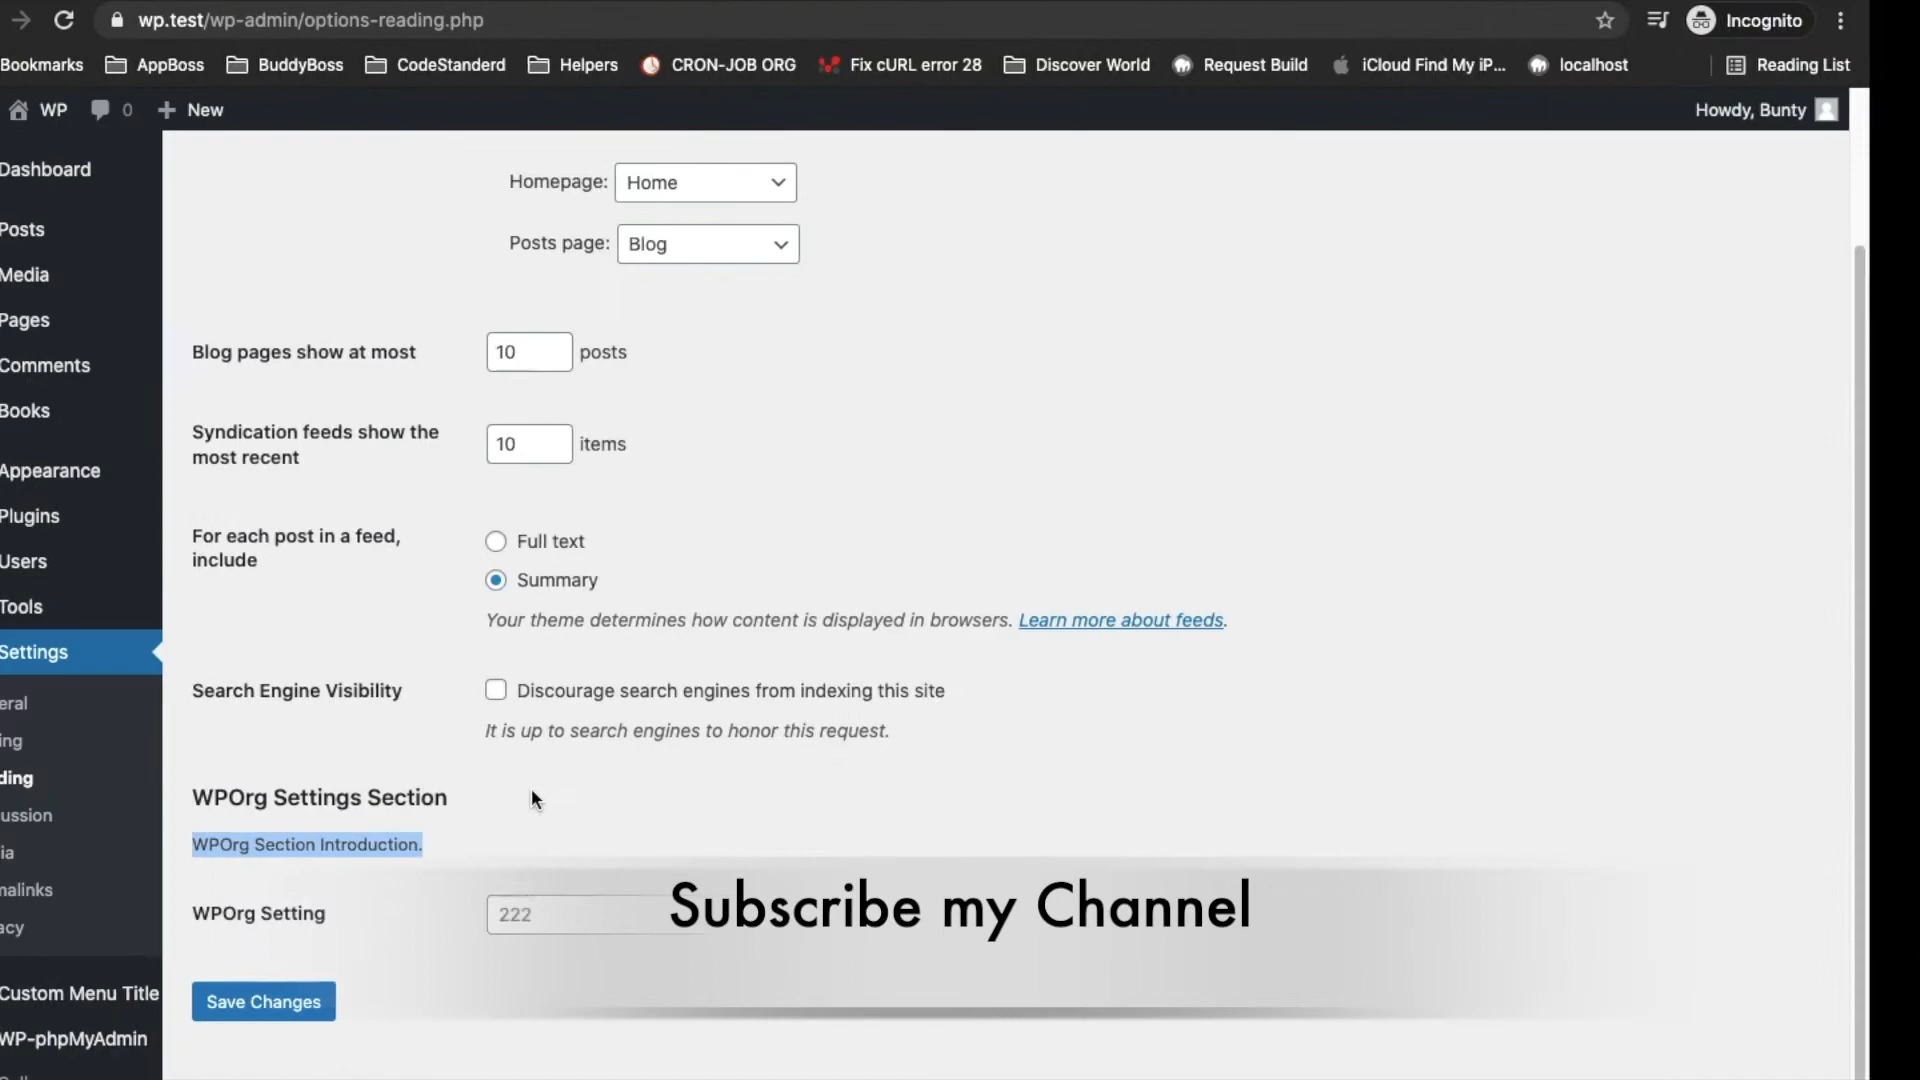 wp.test/wp-admin/options-reading.php
Incognito
Bookmarks AppBoss BuddyBoss CodeStanderd Helpers CRON-JOB ORG Fix cURL error 28 Discover World Request Build iCloud Find My iP... localhost Reading List
WP 0 New Howdy, Bunty
Dashboard
Posts
Media
Pages
Comments
Books
Appearance
Plugins
Users
Tools
Settings
eral
ing
ding
ussion
ia
nalinks
acy
Custom Menu Title
WP-phpMyAdmin
Homepage: Home
Posts page: Blog
Blog pages show at most 10 posts
Syndication feeds show the
most recent 10 items
For each post in a feed,
include
Full text
Summary
Your theme determines how content is displayed in browsers. Learn more about feeds.
Search Engine Visibility Discourage search engines from indexing this site
It is up to search engines to honor this request.
WPOrg Settings Section
WPOrg Section Introduction.
WPOrg Setting 222
Subscribe my Channel
Save Changes